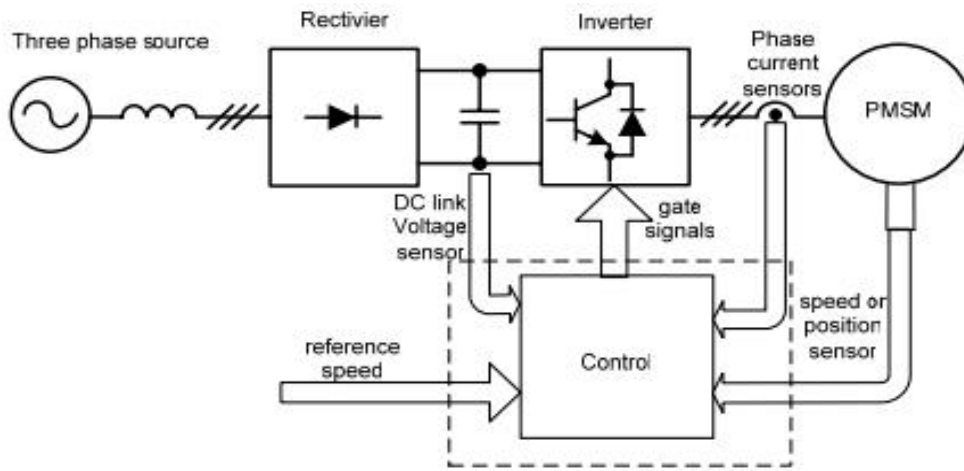 Rectivier
Inverter
Three phase source
Phase
current
sensors
PMSM
DC link
Voltage
sensor
gate
signals
speed or
position
sensor
reference
speed
Control